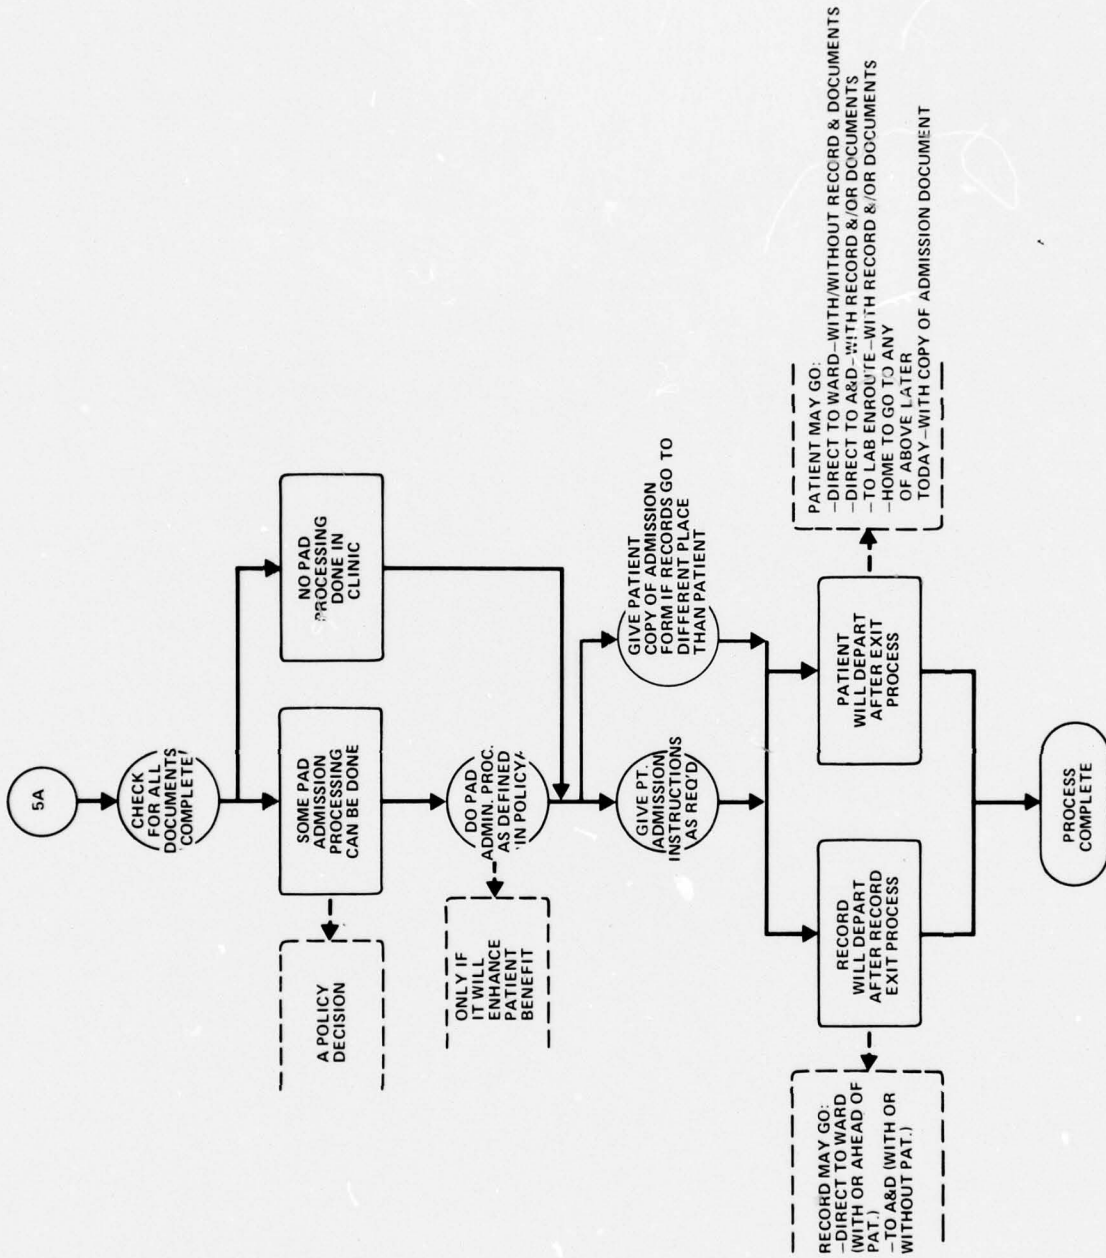 5A
CHECK
FOR ALL
DOCUMENTS
COMPLETE
SOME PAD
ADMISSION
PROCESSING
CAN BE DONE
NO PAD
PROCESSING
DONE IN
CLINIC
A POLICY
DECISION
DO PAD
ADMIN. PROC.
AS DEFINED
IN POLICY
ONLY IF
IT WILL
ENHANCE
PATIENT
BENEFIT
GIVE PT.
ADMISSION
INSTRUCTIONS
AS REQ'D
GIVE PATIENT
COPY OF ADMISSION
FORM IF RECORDS GO TO
DIFFERENT PLACE
THAN PATIENT
RECORD
WILL DEPART
AFTER RECORD
EXIT PROCESS
PATIENT
WILL DEPART
AFTER EXIT
PROCESS
RECORD MAY GO:
–DIRECT TO WARD
(WITH OR AHEAD OF
PAT.)
–TO A&D (WITH OR
WITHOUT PAT.)
PATIENT MAY GO:
–DIRECT TO WARD–WITH/WITHOUT RECORD & DOCUMENTS
–DIRECT TO A&D–WITH RECORD &/OR DOCUMENTS
–TO LAB ENROUTE–WITH RECORD &/OR DOCUMENTS
–HOME TO GO TO ANY
OF ABOVE LATER
TODAY–WITH COPY OF ADMISSION DOCUMENT
PROCESS
COMPLETE